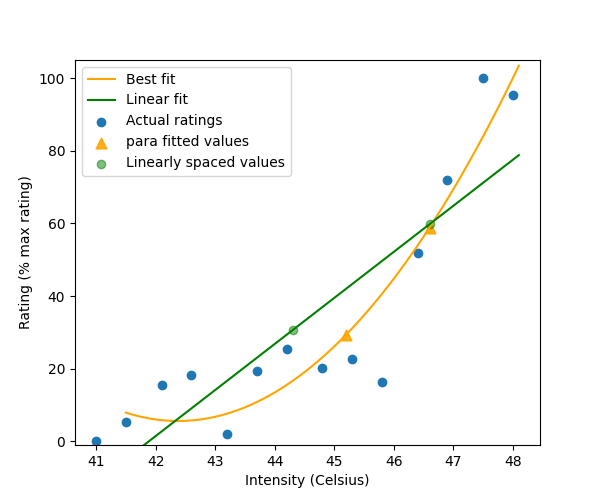 Best fit
Linear fit
Actual ratings
para fitted values
Linearly spaced values
100
80
60
40
20
0
Rating (% max rating)
41 42 43 44 45 46 47 48
Intensity (Celsius)